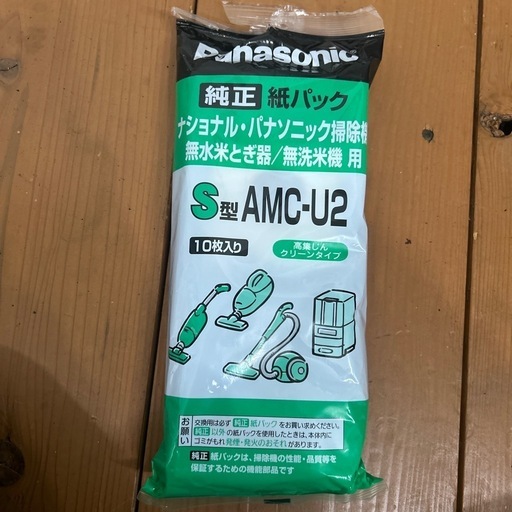 Panasonic
純正 紙パック
ナショナル・パナソニック掃除機
無水米とぎ器/無洗米機 用
S型 AMC-U2
10枚入り
高集じん
クリーンタイプ
お願い
交換用は必ず 純正 紙パック をお買い求めください。
純正 以外 の紙パックを使用したときは、本体内に
ゴミがもれ 発煙・発火のおそれ があります。
純正 紙パックは、掃除機の性能・品質等を
保証するための機能部品です